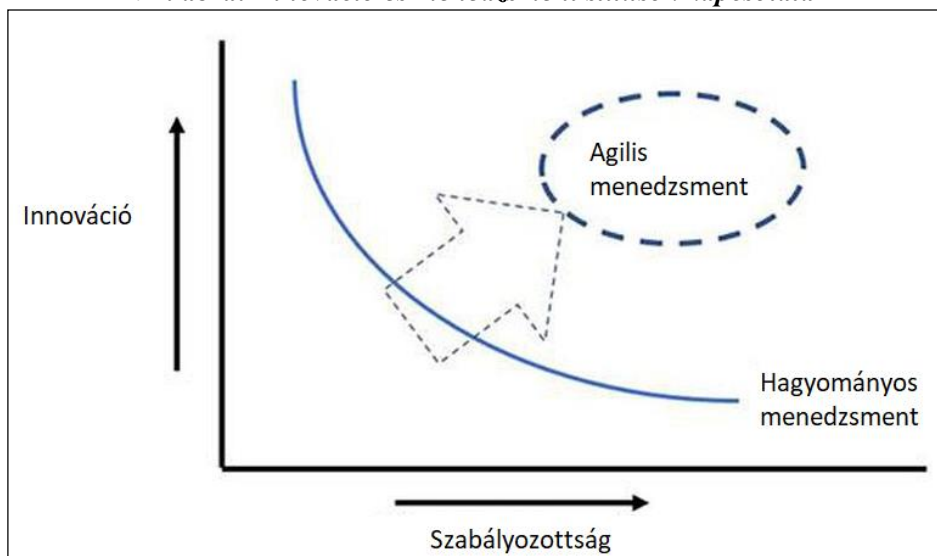 Innováció
Agilis
menedzsment
Hagyományos
menedzsment
Szabályozottság